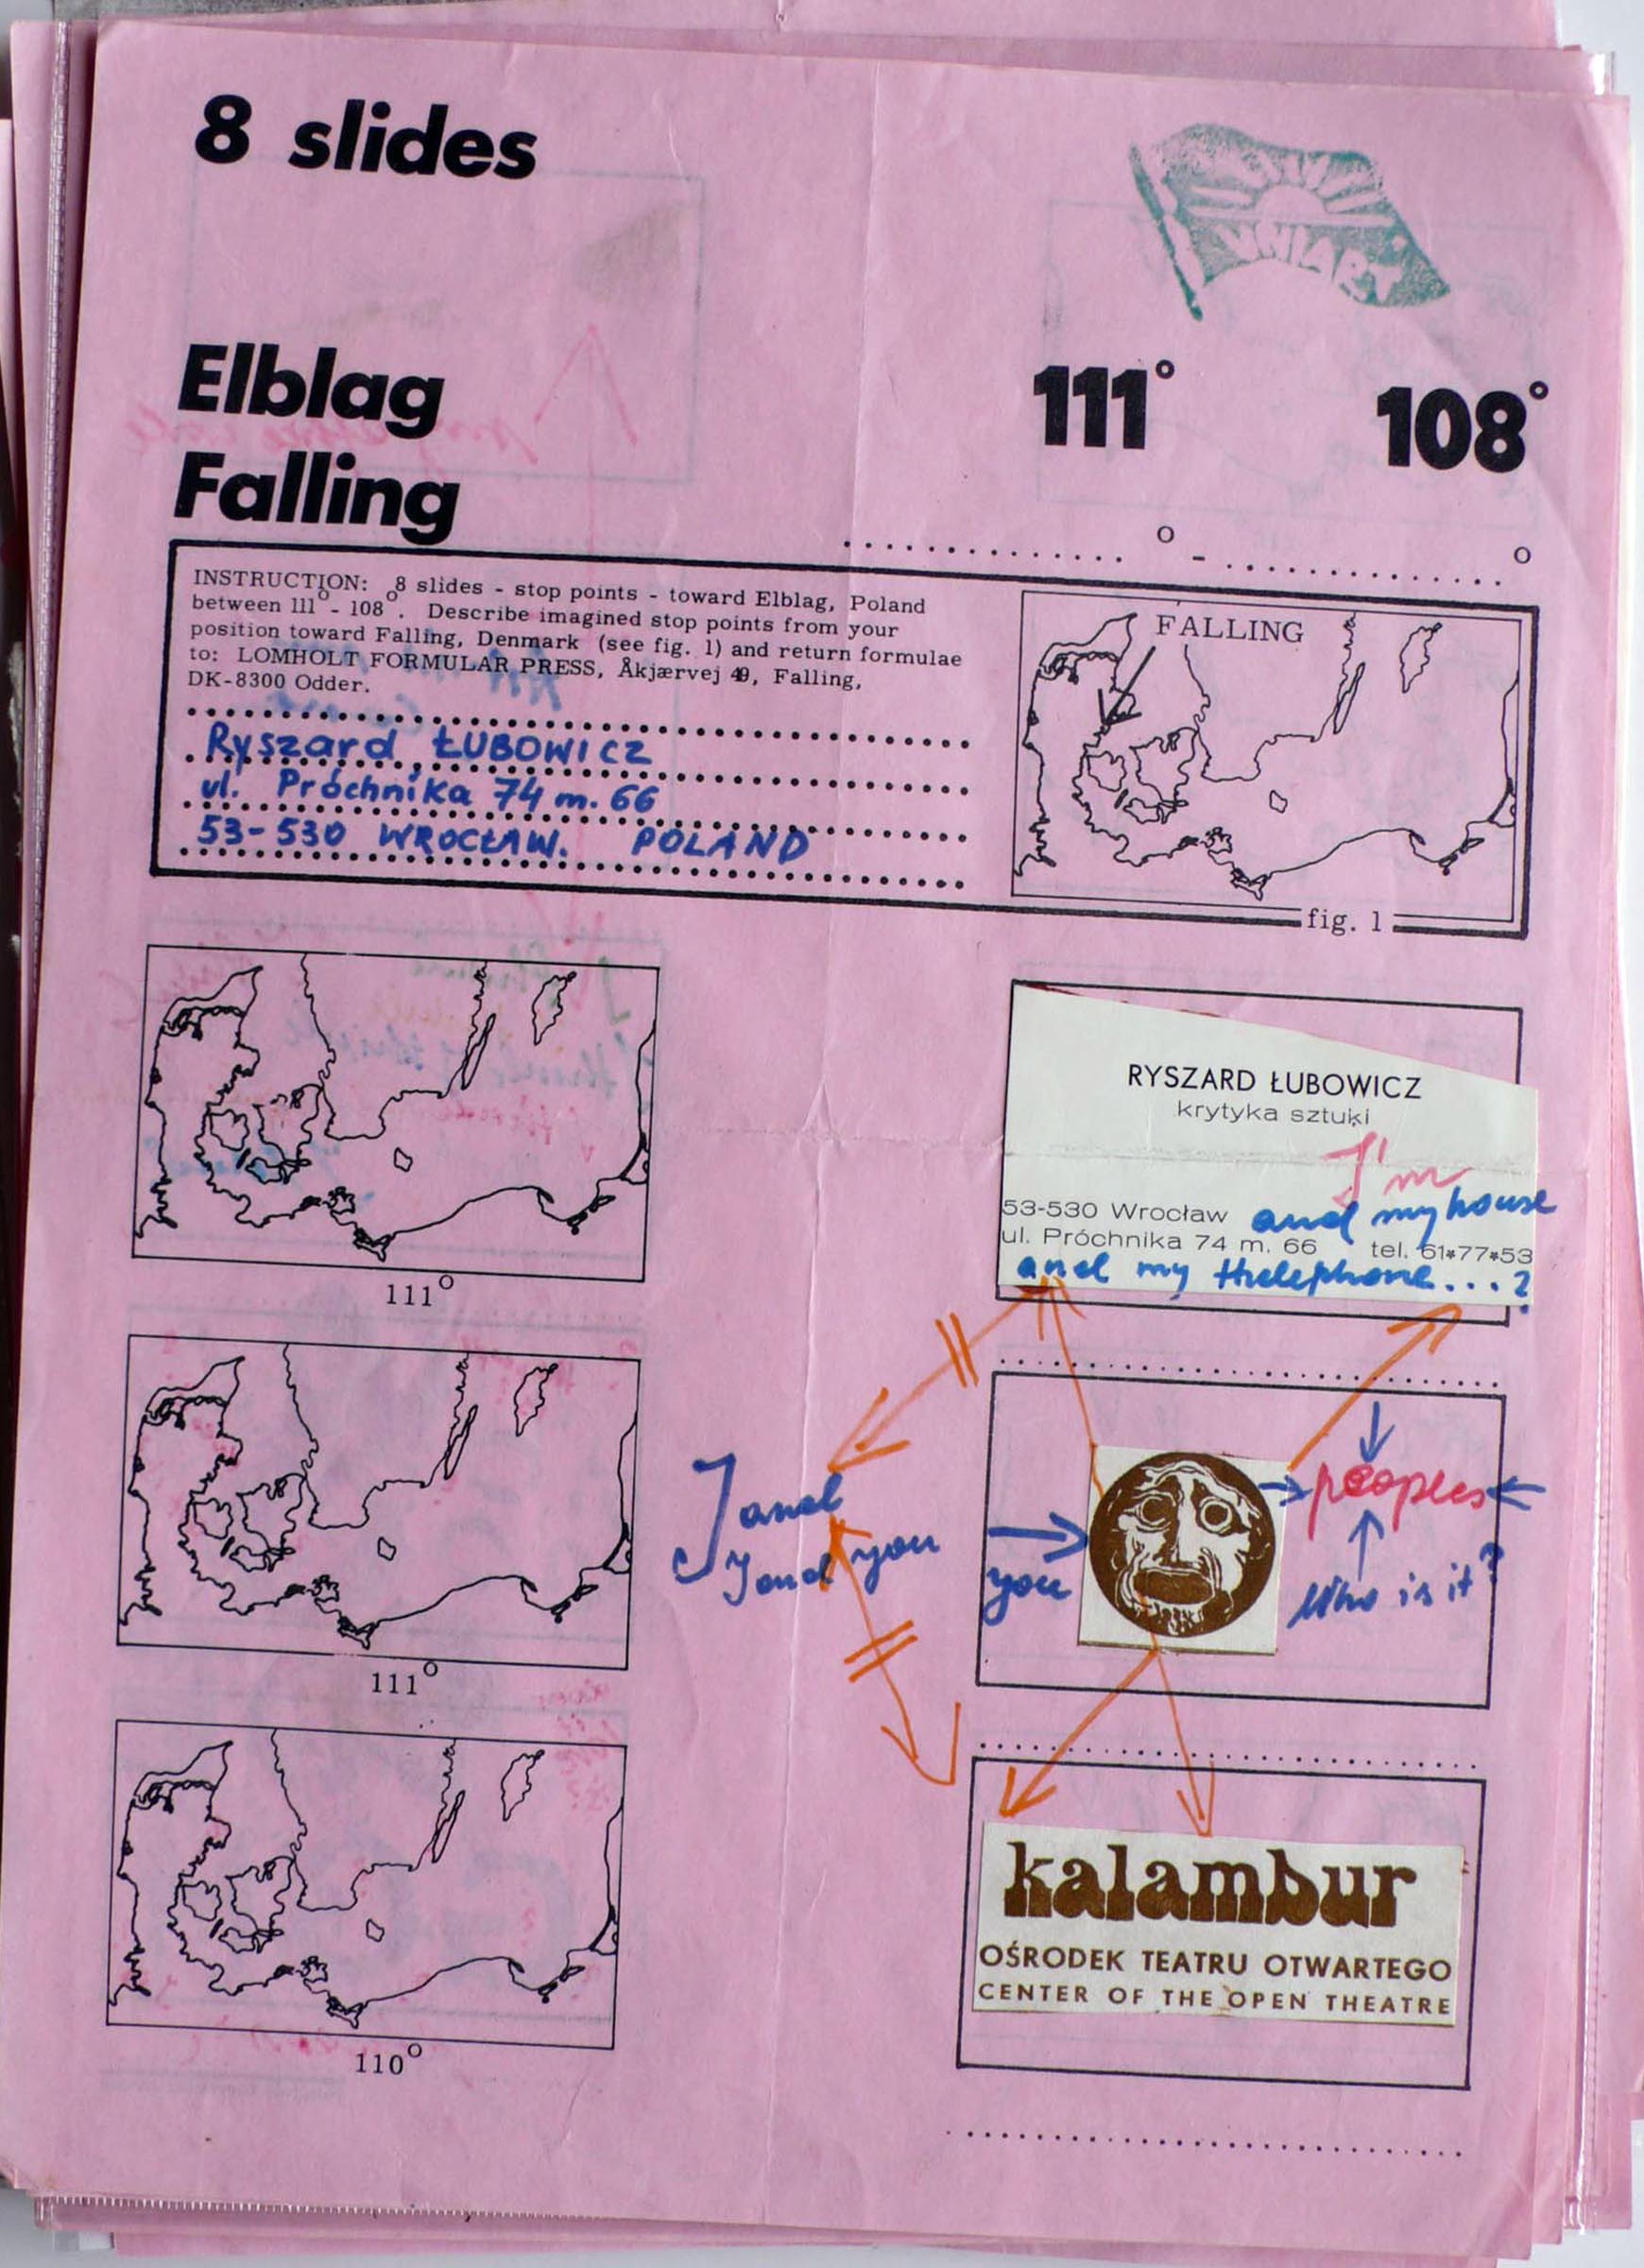 8 slides
UNIART
Elblag
Falling
111° 108°
° - °
INSTRUCTION: 8 slides - stop points - toward Elblag, Poland
between 111° - 108°. Describe imagined stop points from your
position toward Falling, Denmark (see fig. 1) and return formulae
to: LOMHOLT FORMULAR PRESS, Åkjærvej 49, Falling,
DK-8300 Odder.
Ryszard ŁUBOWICZ
ul. Próchnika 74 m. 66
53-530 WROCŁAW. POLAND
FALLING
fig. 1
111°
111°
110°
RYSZARD ŁUBOWICZ
krytyka sztuki
I'm
53-530 Wrocław and my house
ul. Próchnika 74 m. 66 tel. 61*77*53
and my thelephone...?
I and
I and you
you
peoples
Who is it?
kalambur
OŚRODEK TEATRU OTWARTEGO
CENTER OF THE OPEN THEATRE